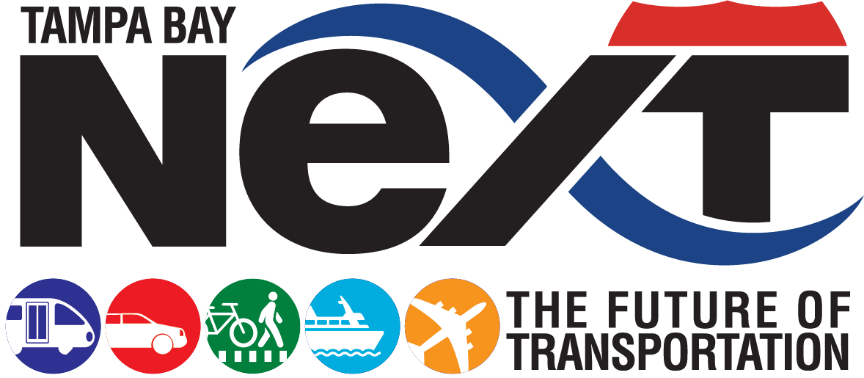 TAMPA BAY
NeXT
THE FUTURE OF
TRANSPORTATION